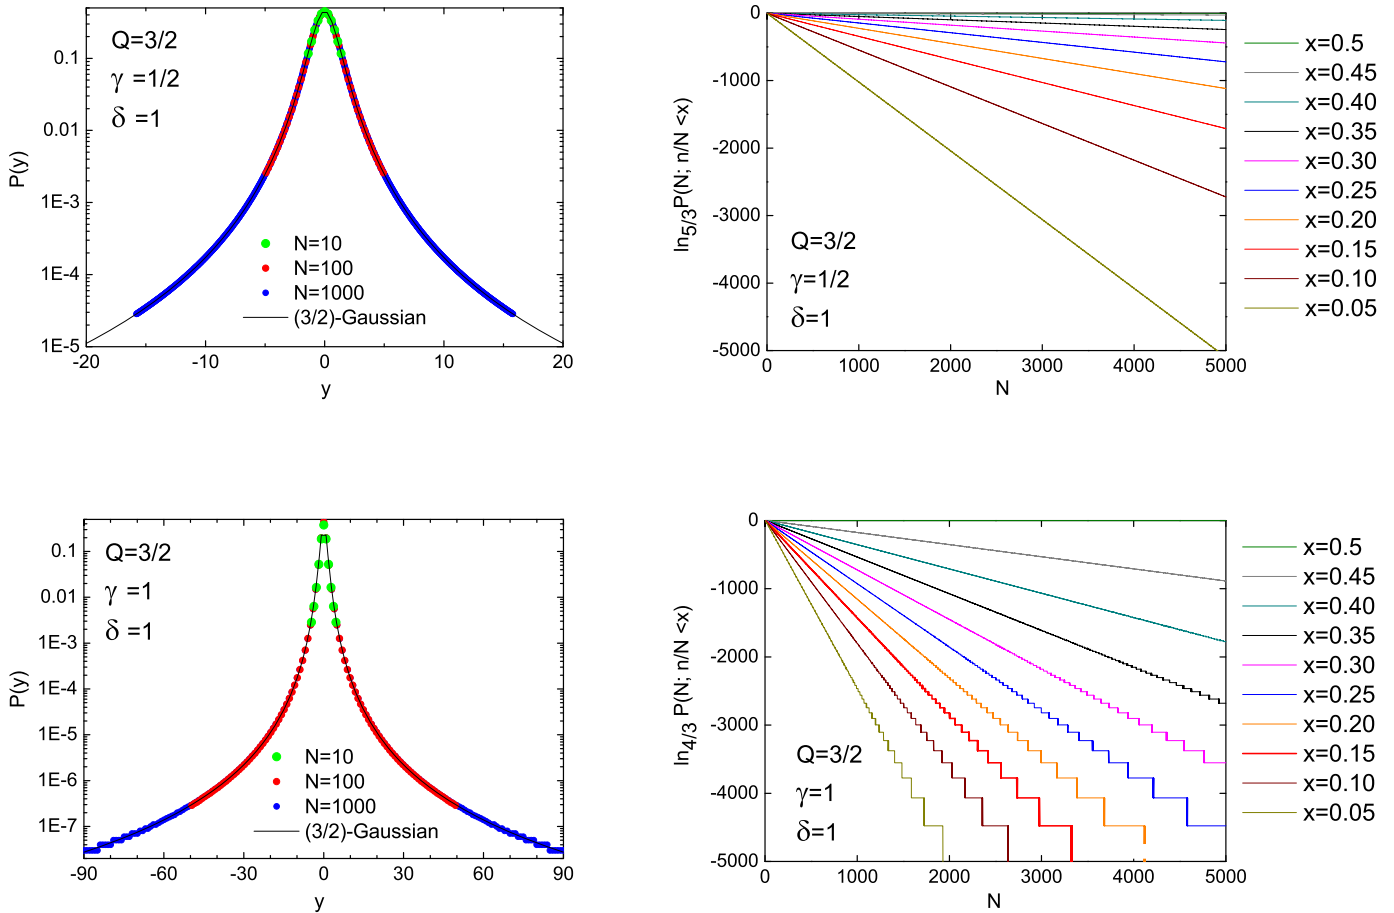 Q=3/2
γ =1/2
δ =1
0.1
0.01
1E-3
1E-4
1E-5
P(y)
N=10
N=100
N=1000
(3/2)-Gaussian
-20
-10
0
10
20
y
0
-1000
-2000
-3000
-4000
-5000
ln5/3P(N; n/N <x)
Q=3/2
γ=1/2
δ=1
0
1000
2000
3000
4000
5000
N
x=0.5
x=0.45
x=0.40
x=0.35
x=0.30
x=0.25
x=0.20
x=0.15
x=0.10
x=0.05
Q=3/2
γ =1
δ =1
0.1
0.01
1E-3
1E-4
1E-5
1E-6
1E-7
P(y)
N=10
N=100
N=1000
(3/2)-Gaussian
-90
-60
-30
0
30
60
90
y
0
-1000
-2000
-3000
-4000
-5000
ln4/3 P(N; n/N <x)
Q=3/2
γ=1
δ=1
0
1000
2000
3000
4000
5000
N
x=0.5
x=0.45
x=0.40
x=0.35
x=0.30
x=0.25
x=0.20
x=0.15
x=0.10
x=0.05